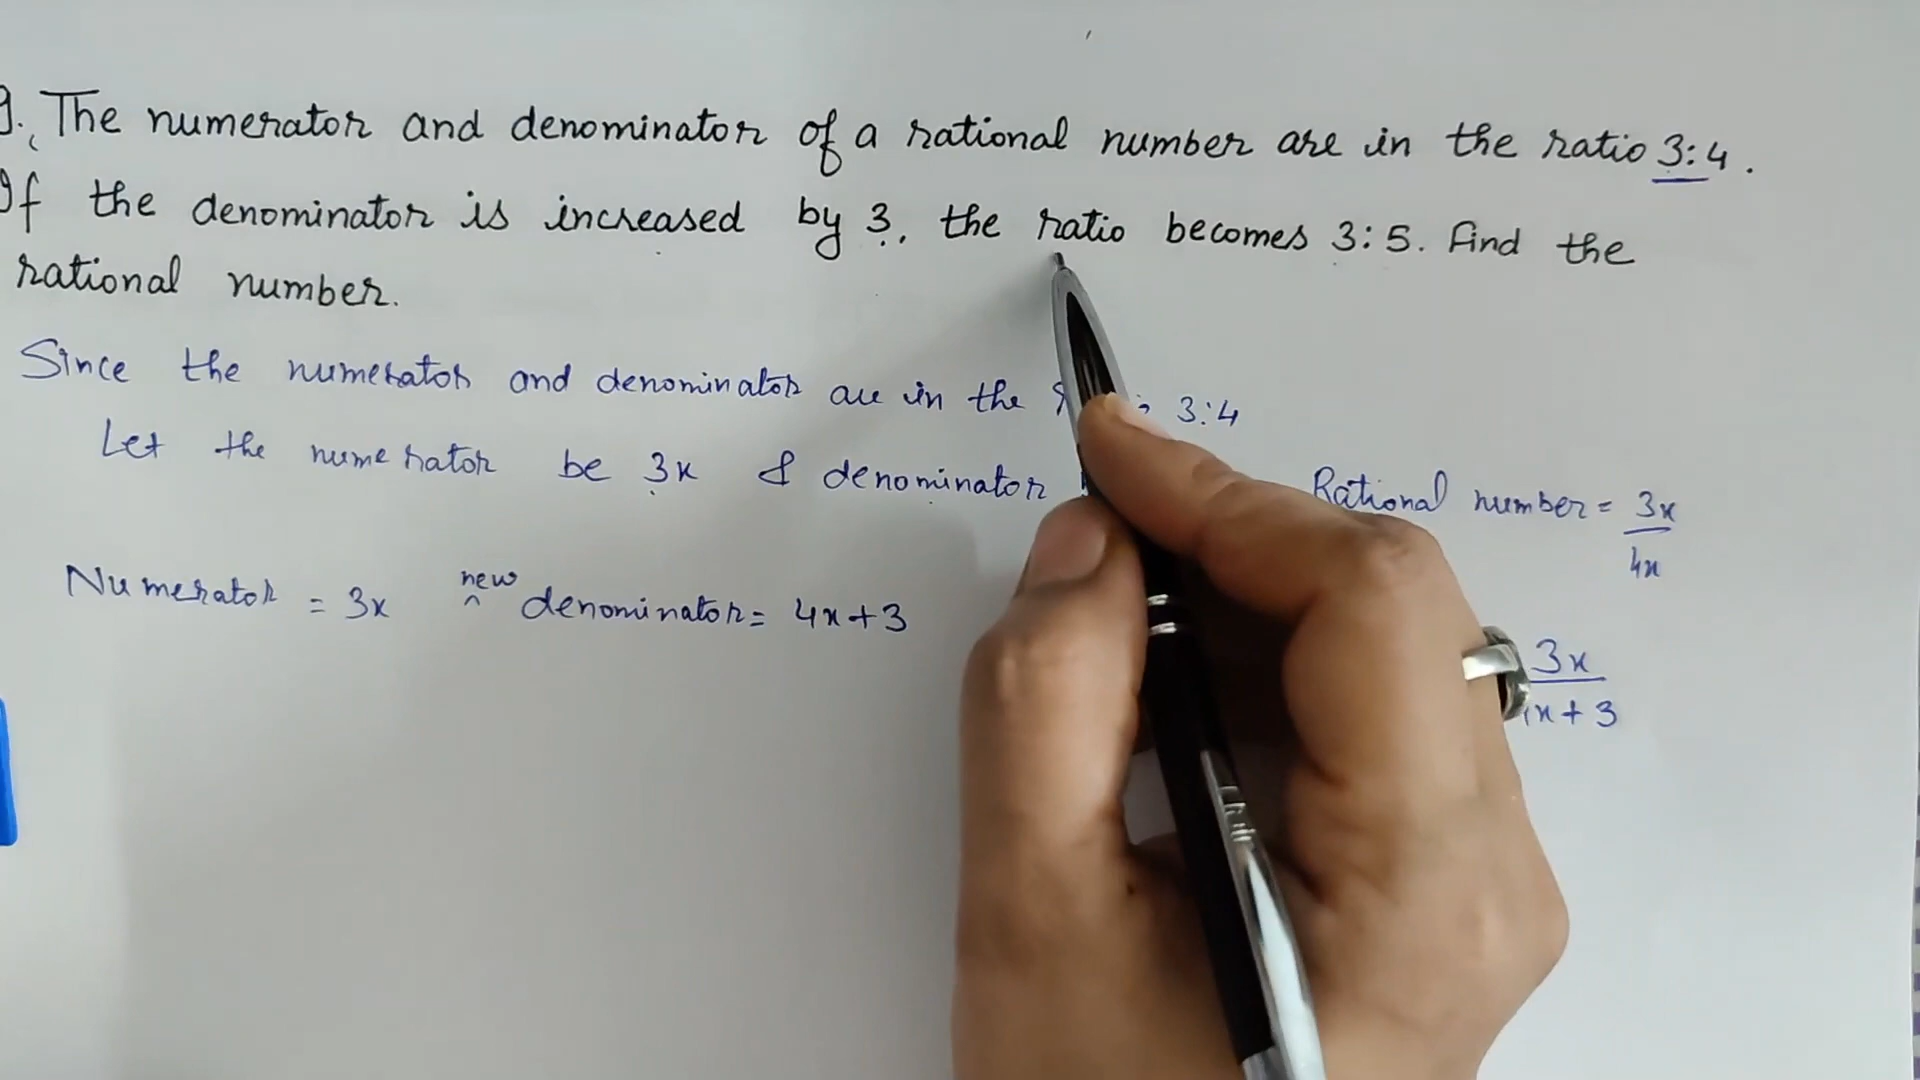 The numerator and denominator of a rational number are in the ratio 3:4.
If the denominator is increased by 3, the ratio becomes 3:5. Find the
rational number.
Since the numerator and denominator are in the 3:4
Let the numerator be 3x & denominator
Rational number = 3x/4x
Numerator = 3x new denominator = 4x+3
3x
x+3